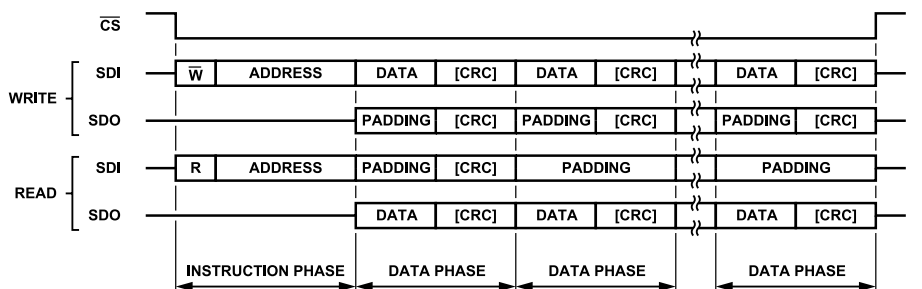 CS
SDI W ADDRESS DATA [CRC] DATA [CRC] DATA [CRC]
WRITE
SDO PADDING [CRC] PADDING [CRC] PADDING [CRC]
SDI R ADDRESS PADDING [CRC] PADDING PADDING
READ
SDO DATA [CRC] DATA [CRC] DATA [CRC]
INSTRUCTION PHASE DATA PHASE DATA PHASE DATA PHASE